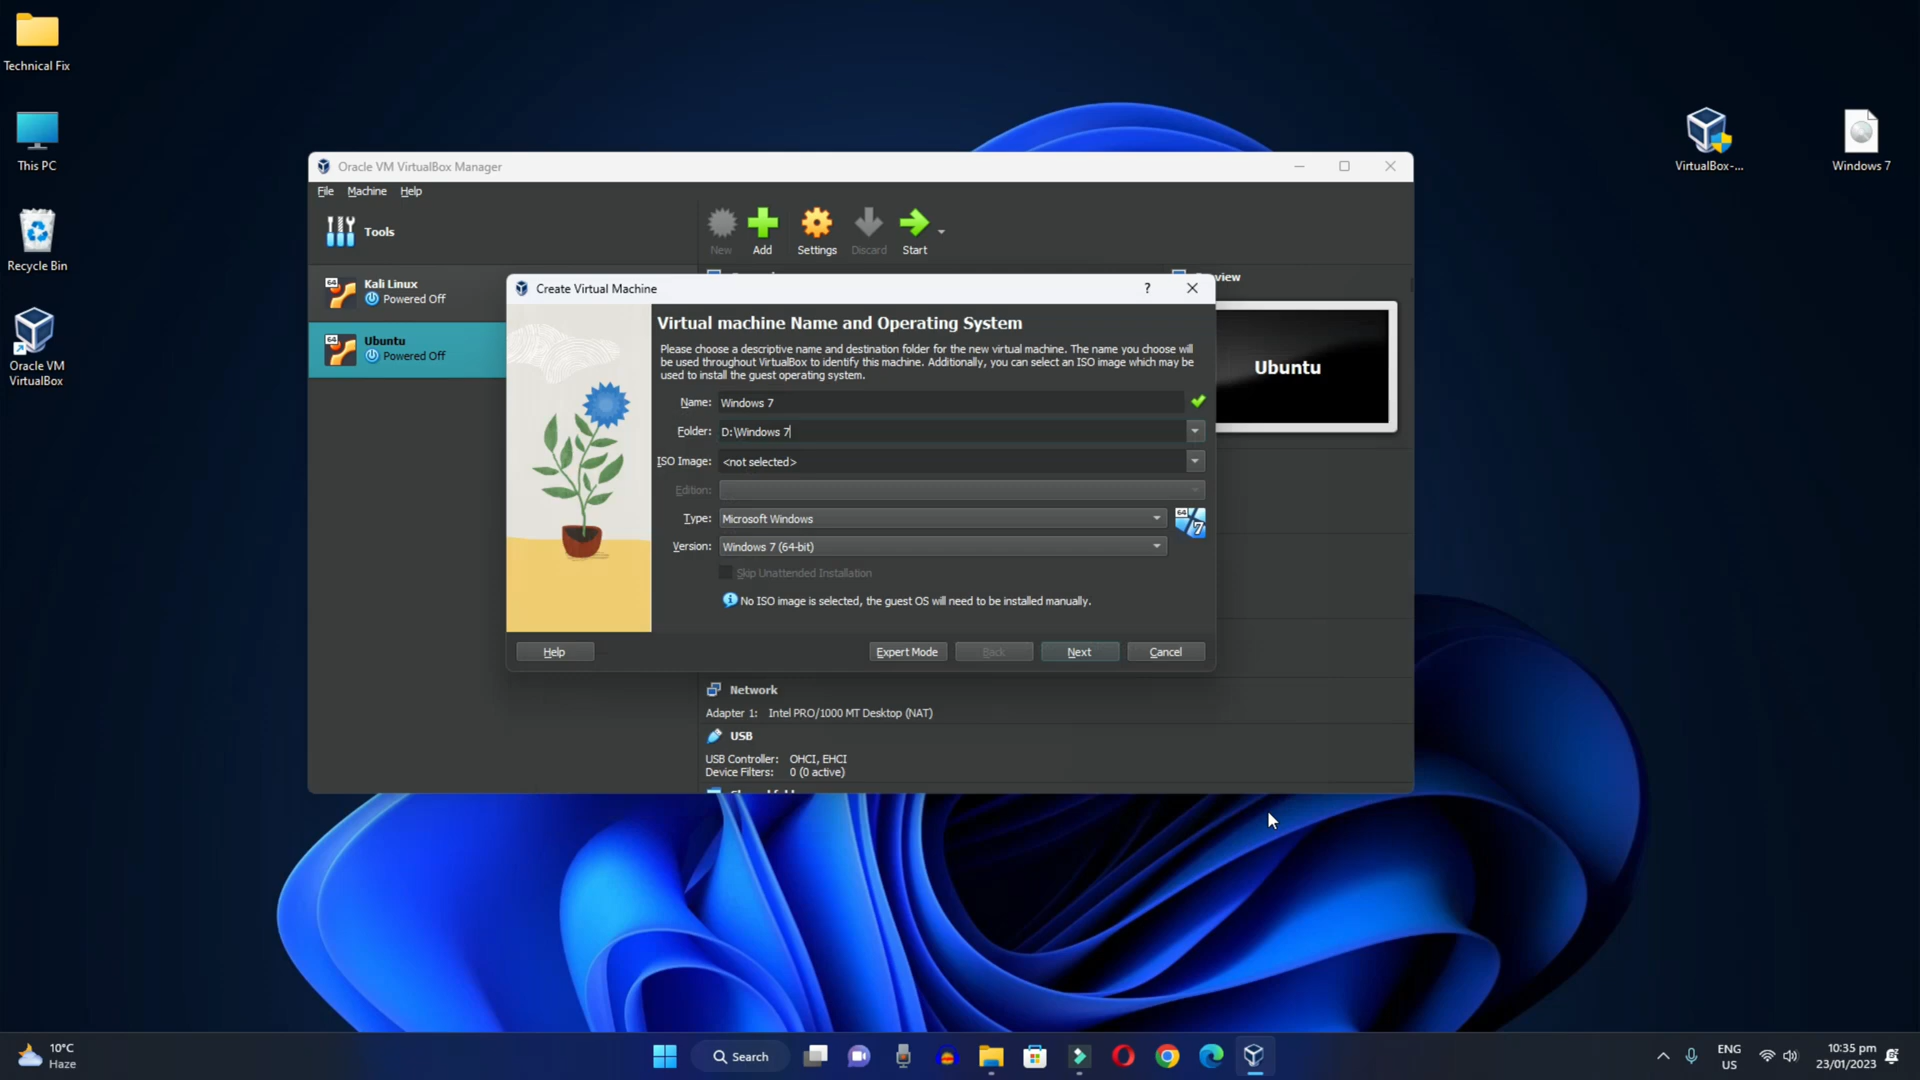 Technical Fix
This PC
Recycle Bin
Oracle VM
VirtualBox
VirtualBox-...
Windows 7
Oracle VM VirtualBox Manager
File Machine Help
Tools
New Add Settings Discard Start
Kali Linux
Powered Off
Ubuntu
Powered Off
64
64
Ubuntu
Create Virtual Machine
?
Virtual machine Name and Operating System
Please choose a descriptive name and destination folder for the new virtual machine. The name you choose will
be used throughout VirtualBox to identify this machine. Additionally, you can select an ISO image which may be
used to install the guest operating system.
Name: Windows 7
Folder: D:\Windows 7
ISO Image: <not selected>
Edition:
Type: Microsoft Windows
64
7
Version: Windows 7 (64-bit)
Skip Unattended Installation
No ISO image is selected, the guest OS will need to be installed manually.
Help Expert Mode Back Next Cancel
Network
Adapter 1: Intel PRO/1000 MT Desktop (NAT)
USB
USB Controller: OHCI, EHCI
Device Filters: 0 (0 active)
10°C
Haze
Search
ENG
US
10:35 pm
23/01/2023